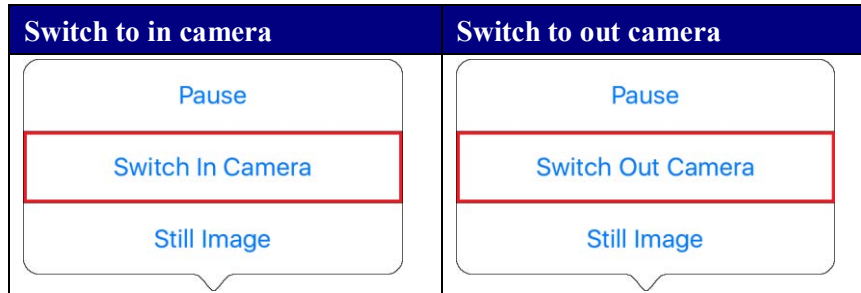 Switch to in camera
Switch to out camera
Pause
Switch In Camera
Still Image
Pause
Switch Out Camera
Still Image